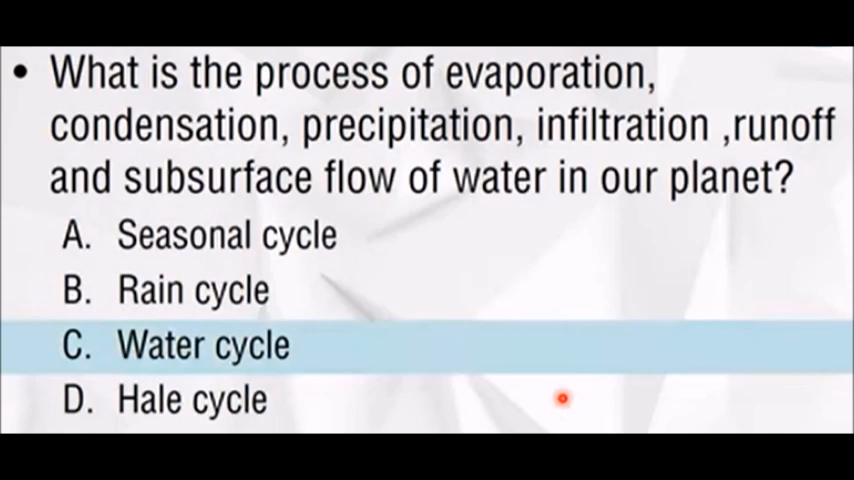 • What is the process of evaporation,
condensation, precipitation, infiltration ,runoff
and subsurface flow of water in our planet?
A. Seasonal cycle
B. Rain cycle
C. Water cycle
D. Hale cycle